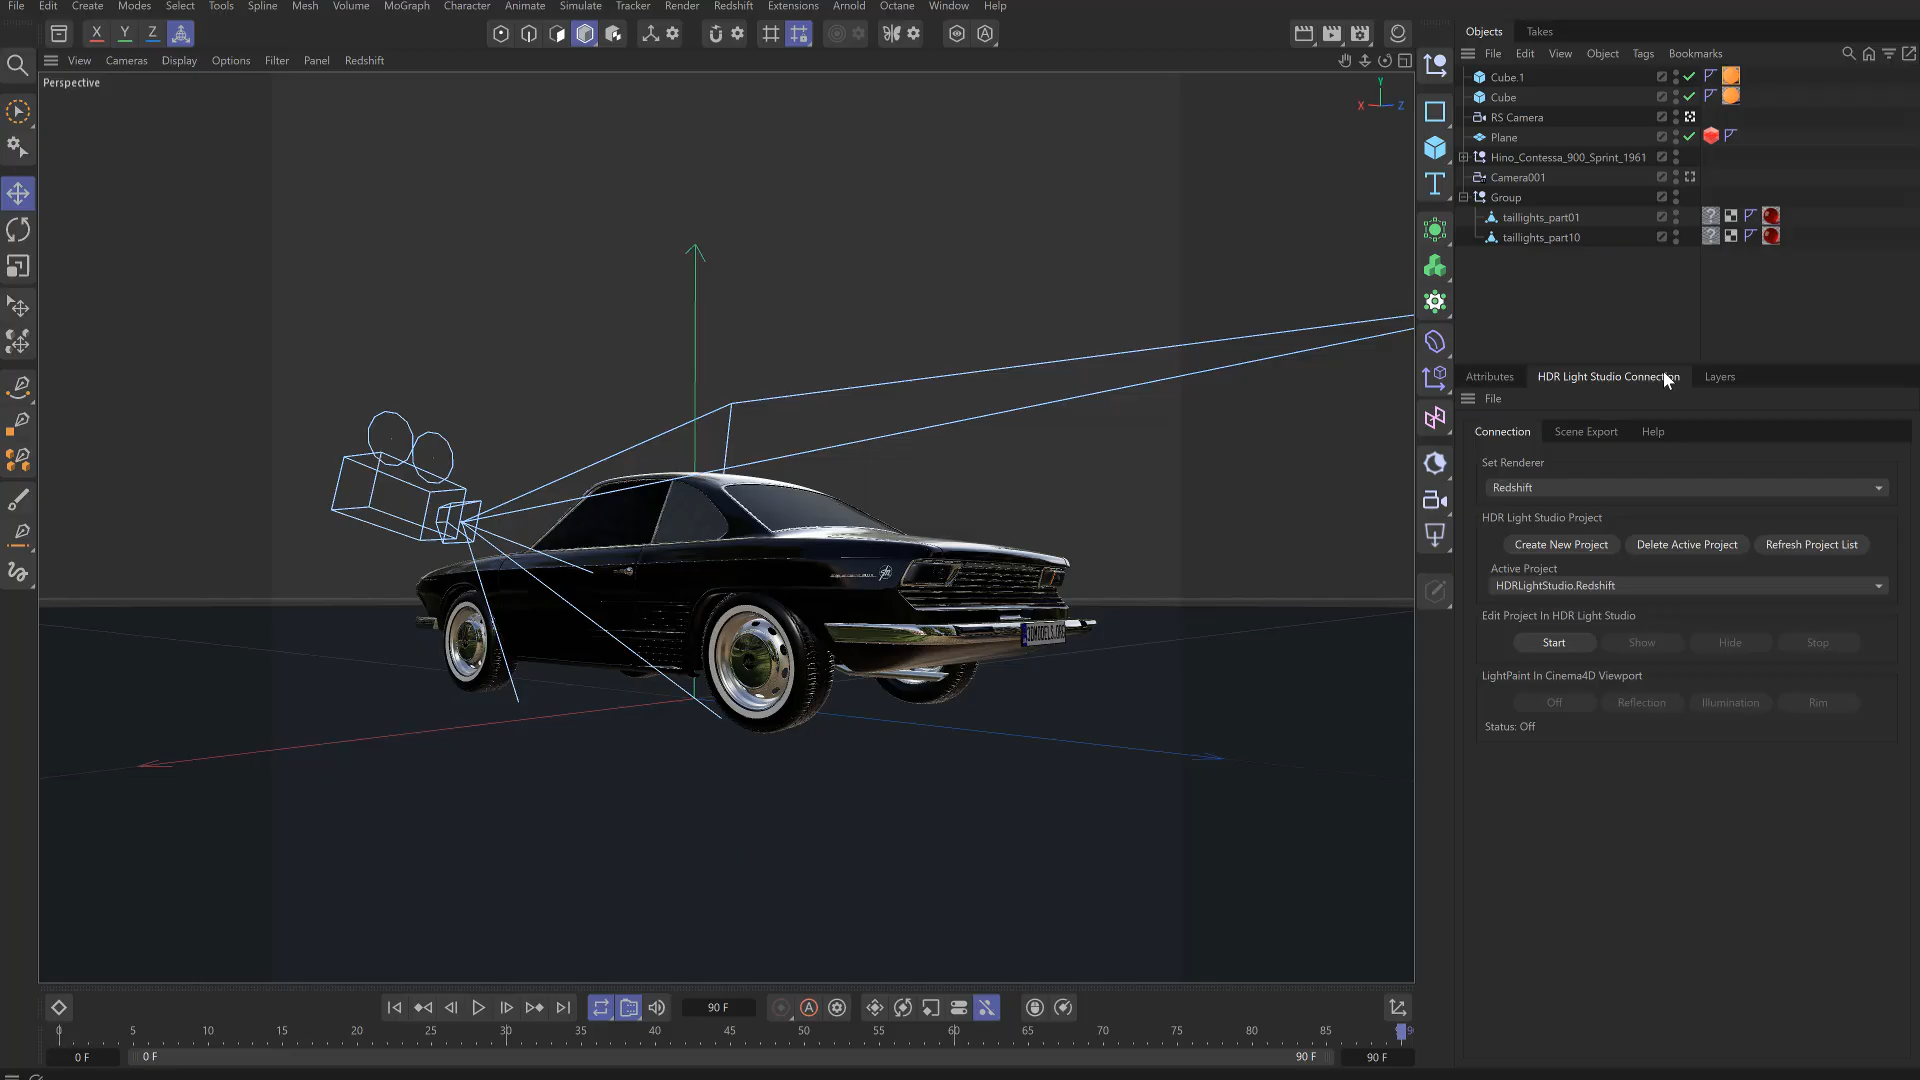 File Edit Create Modes Select Tools Spline Mesh Volume MoGraph Character Animate Simulate Tracker Render Redshift Extensions Arnold Octane Window Help
X Y Z
View Cameras Display Options Filter Panel Redshift
Perspective
Y
X Z
Objects Takes
File Edit View Object Tags Bookmarks
Cube.1
Cube
RS Camera
Plane
Hino_Contessa_900_Sprint_1961
Camera001
Group
taillights_part01
taillights_part10
Attributes HDR Light Studio Connection Layers
File
Connection Scene Export Help
Set Renderer
Redshift
HDR Light Studio Project
Create New Project Delete Active Project Refresh Project List
Active Project
HDRLightStudio.Redshift
Edit Project In HDR Light Studio
Start Show Hide Stop
LightPaint In Cinema4D Viewport
Off Reflection Illumination Rim
Status: Off
90 F
0 5 10 15 20 25 30 35 40 45 50 55 60 65 70 75 80 85
0 F 0 F 90 F 90 F